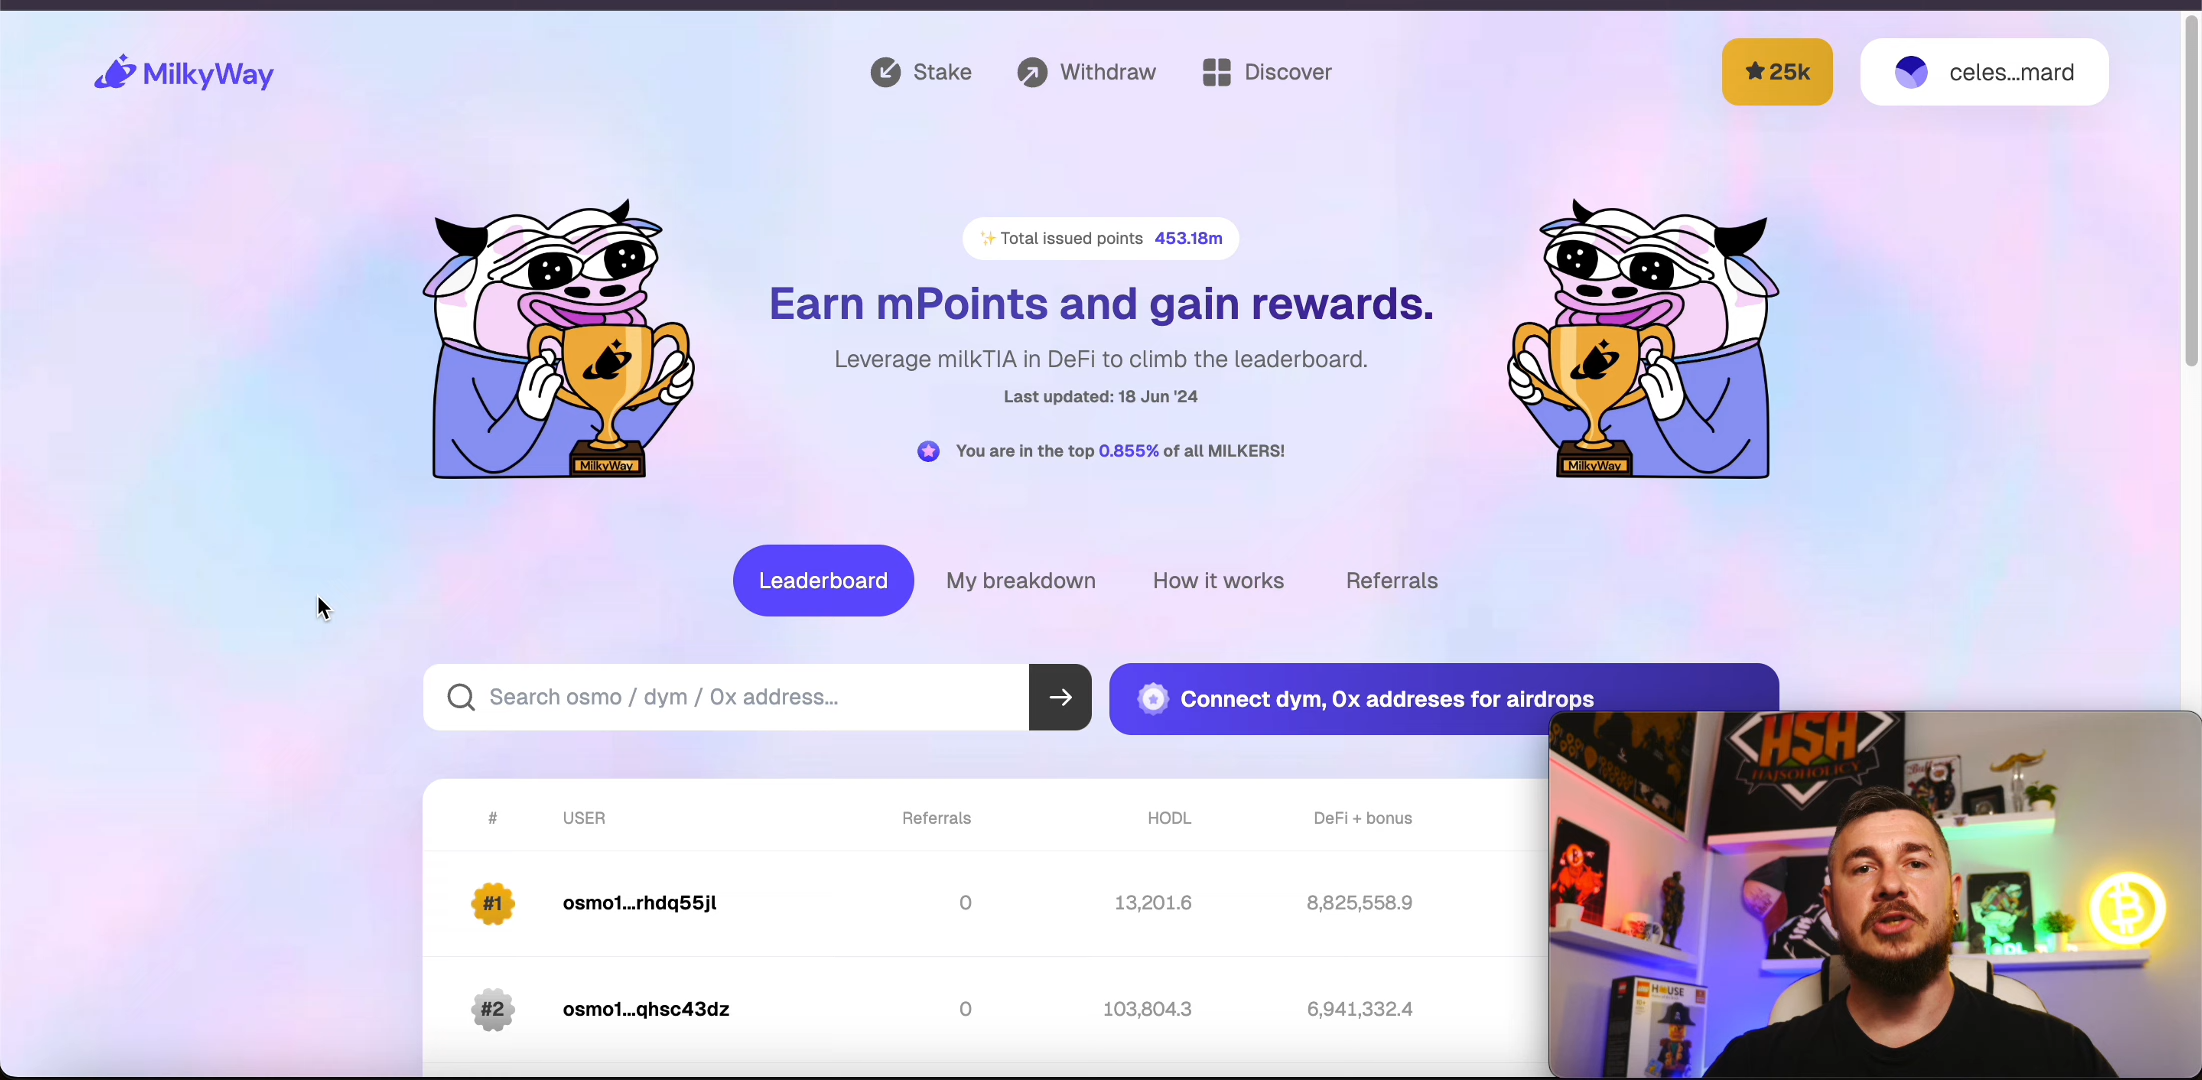 MilkyWay
Stake
Withdraw
Discover
25k
celes...mard
✨ Total issued points 453.18m
Earn mPoints and gain rewards.
Leverage milkTIA in DeFi to climb the leaderboard.
Last updated: 18 Jun '24
You are in the top 0.855% of all MILKERS!
MilkyWay
MilkyWay
Leaderboard
My breakdown
How it works
Referrals
Search osmo / dym / 0x address...
Connect dym, 0x addreses for airdrops
# USER Referrals HODL DeFi + bonus
#1 osmo1...rhdq55jl 0 13,201.6 8,825,558.9
#2 osmo1...qhsc43dz 0 103,804.3 6,941,332.4
HSH
HAJSOHOLICY